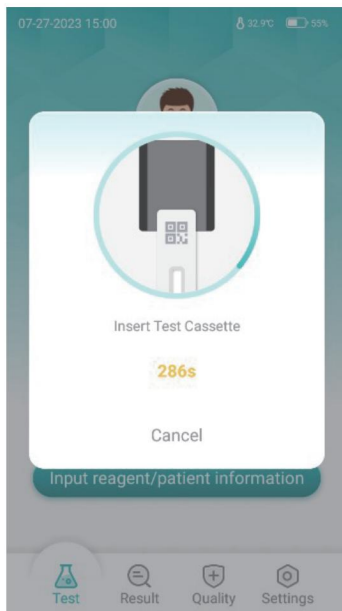 07-27-2023 15:00 32.9℃ 55%
Insert Test Cassette
286s
Cancel
Input reagent/patient information
Test Result Quality Settings